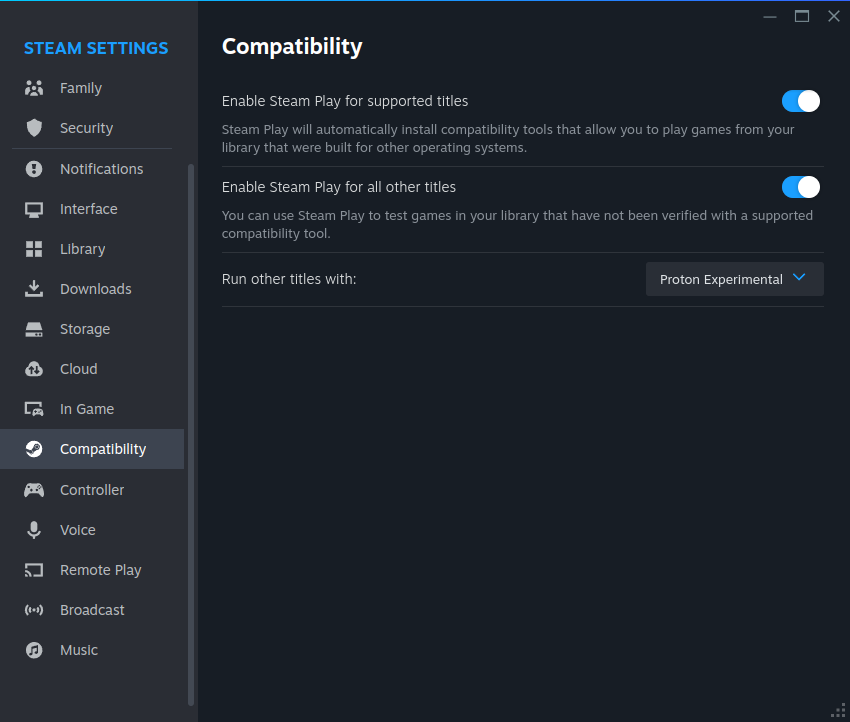 STEAM SETTINGS
Family
Security
Notifications
Interface
Library
Downloads
Storage
Cloud
In Game
Compatibility
Controller
Voice
Remote Play
Broadcast
Music
Compatibility
Enable Steam Play for supported titles
Steam Play will automatically install compatibility tools that allow you to play games from your
library that were built for other operating systems.
Enable Steam Play for all other titles
You can use Steam Play to test games in your library that have not been verified with a supported
compatibility tool.
Run other titles with:
Proton Experimental